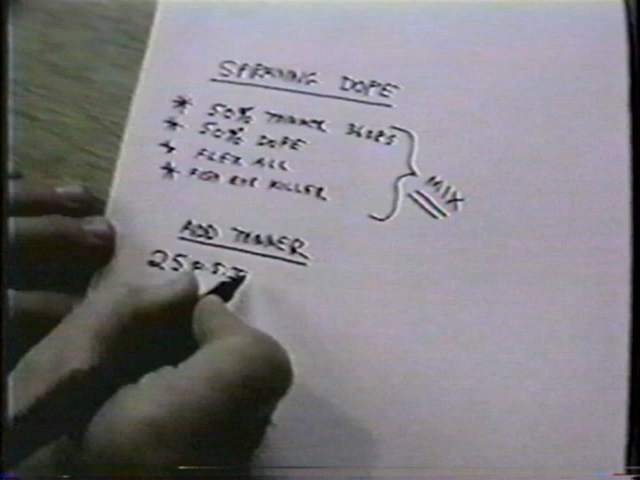 SPRAYING DOPE
* 50% THINNER
* 50% DOPE
* FLEX ALL
* FISH EYE KILLER
MIX
ADD THINNER
25 P.S.I